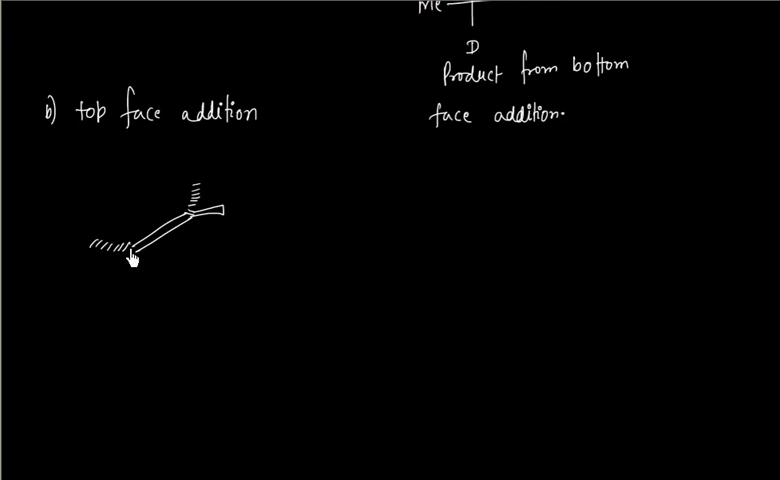 Me
D
Product from bottom
face addition.
b) top face addition